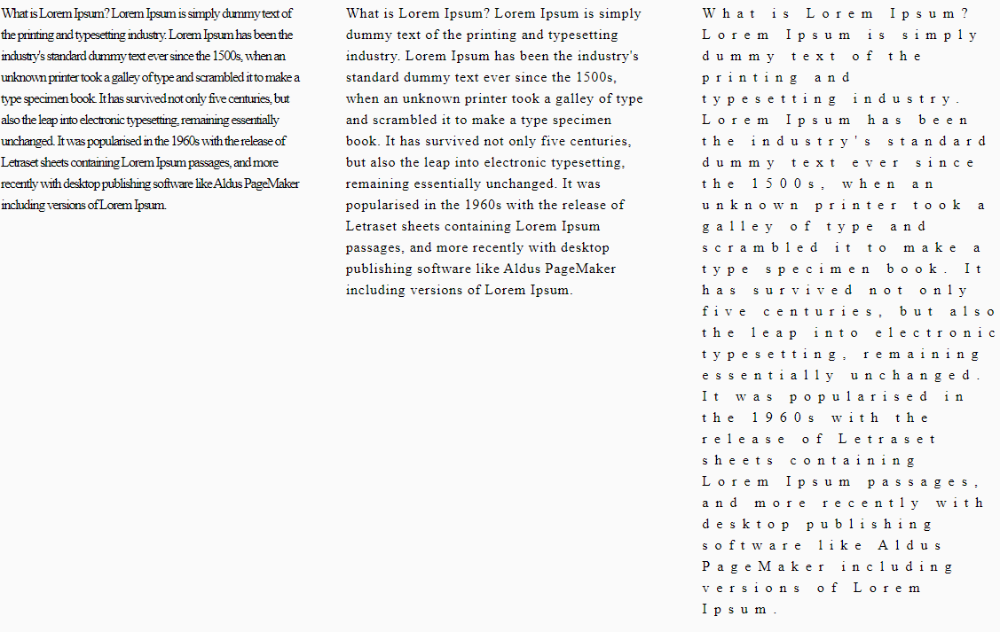 What is Lorem Ipsum? Lorem Ipsum is simply dummy text of
the printing and typesetting industry. Lorem Ipsum has been the
industry's standard dummy text ever since the 1500s, when an
unknown printer took a galley of type and scrambled it to make a
type specimen book. It has survived not only five centuries, but
also the leap into electronic typesetting, remaining essentially
unchanged. It was popularised in the 1960s with the release of
Letraset sheets containing Lorem Ipsum passages, and more
recently with desktop publishing software like Aldus PageMaker
including versions of Lorem Ipsum.
What is Lorem Ipsum? Lorem Ipsum is simply
dummy text of the printing and typesetting
industry. Lorem Ipsum has been the industry's
standard dummy text ever since the 1500s,
when an unknown printer took a galley of type
and scrambled it to make a type specimen
book. It has survived not only five centuries,
but also the leap into electronic typesetting,
remaining essentially unchanged. It was
popularised in the 1960s with the release of
Letraset sheets containing Lorem Ipsum
passages, and more recently with desktop
publishing software like Aldus PageMaker
including versions of Lorem Ipsum.
What is Lorem Ipsum?
Lorem Ipsum is simply
dummy text of the
printing and
typesetting industry.
Lorem Ipsum has been
the industry's standard
dummy text ever since
the 1500s, when an
unknown printer took a
galley of type and
scrambled it to make a
type specimen book. It
has survived not only
five centuries, but also
the leap into electronic
typesetting, remaining
essentially unchanged.
It was popularised in
the 1960s with the
release of Letraset
sheets containing
Lorem Ipsum passages,
and more recently with
desktop publishing
software like Aldus
PageMaker including
versions of Lorem
Ipsum.